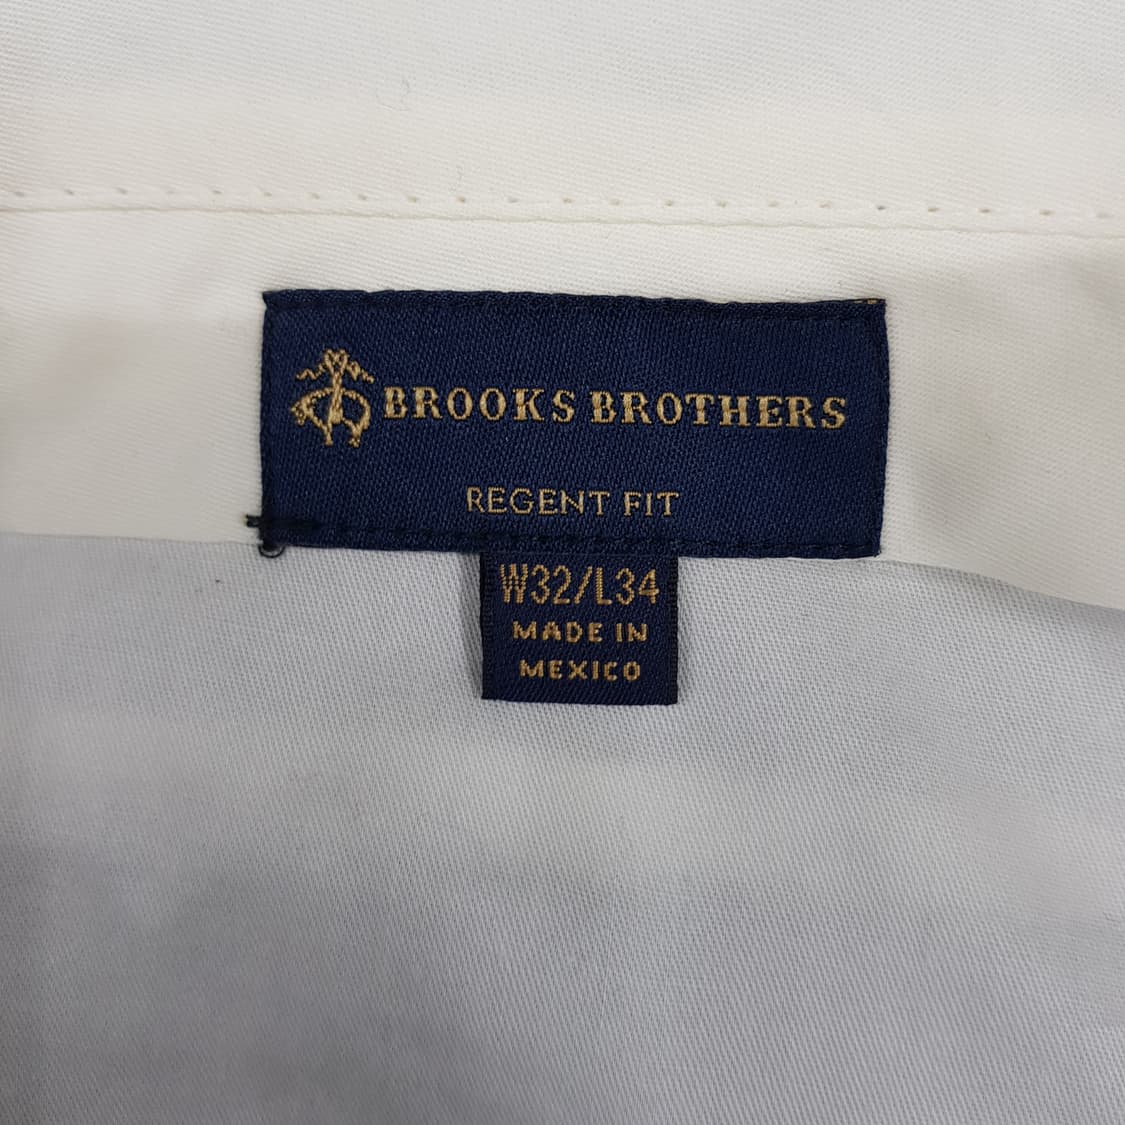 BROOKS BROTHERS
REGENT FIT
W32/L34
MADE IN
MEXICO